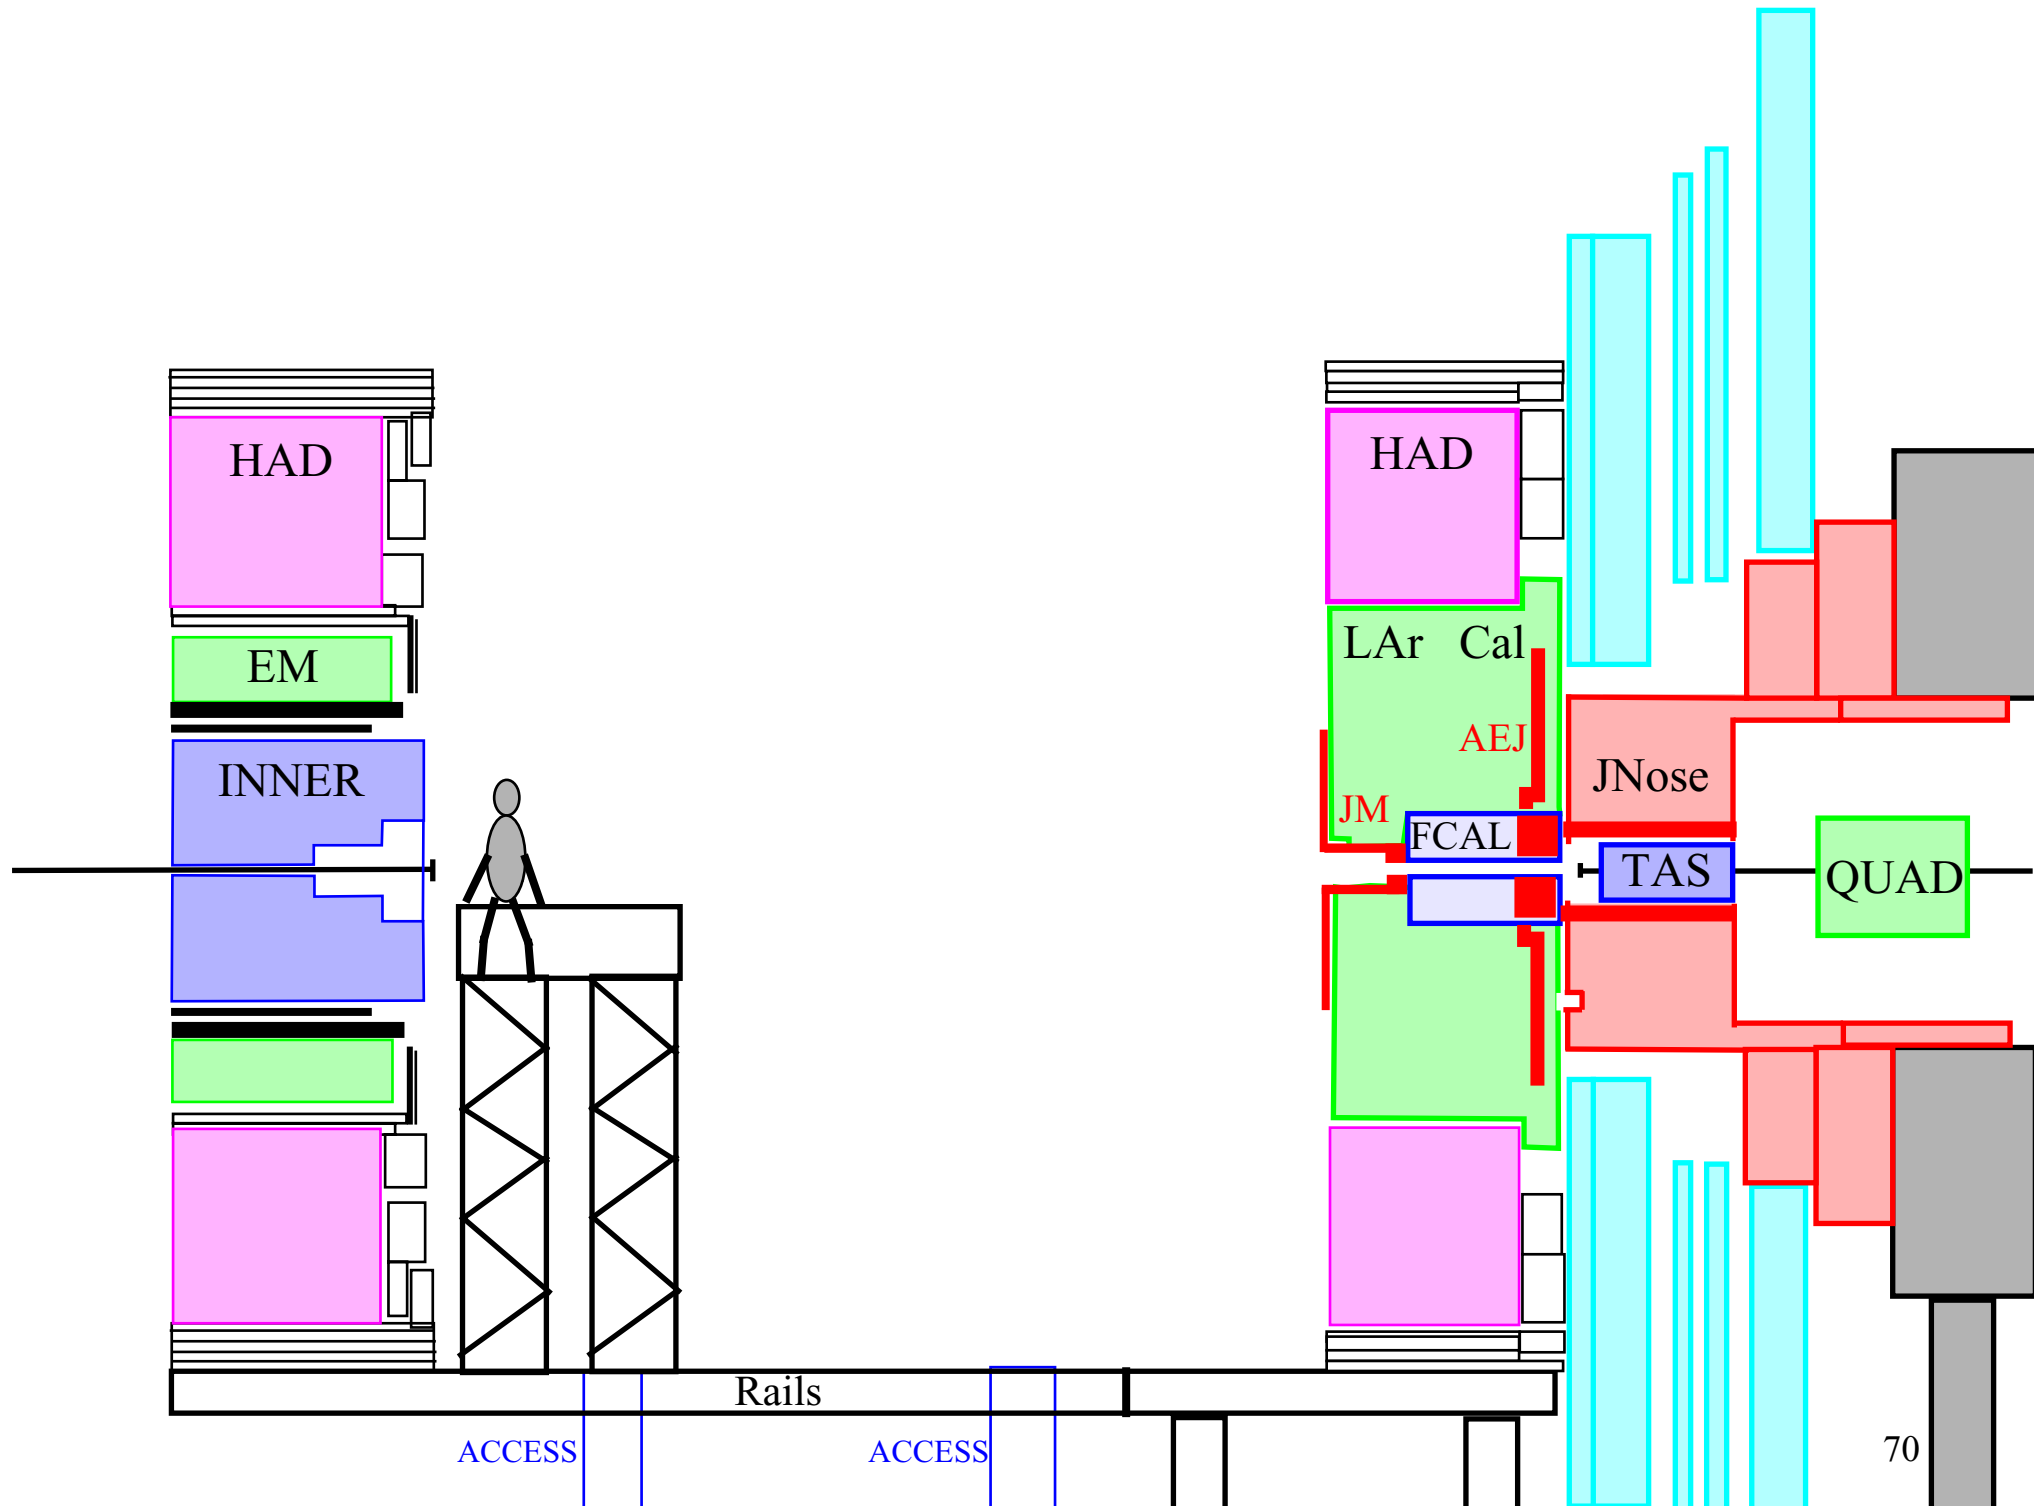 HAD
HAD
EM
LAr Cal
INNER
AEJ
JNose
JM
FCAL
TAS
QUAD
Rails
ACCESS
ACCESS
70